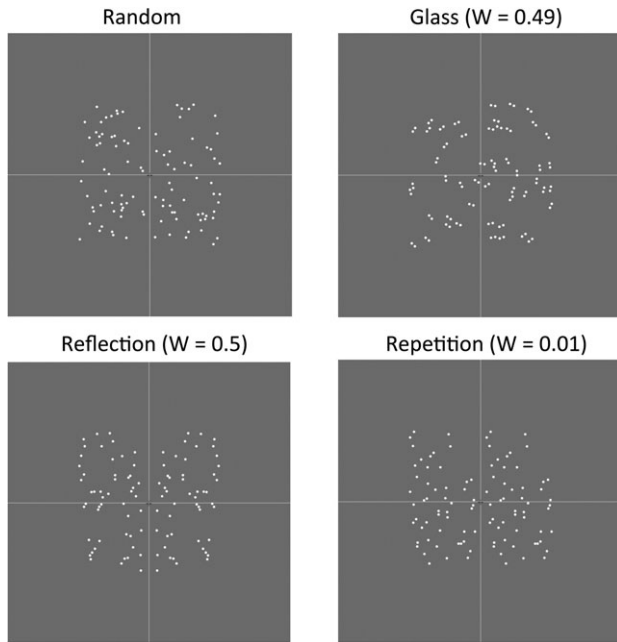 Random
Glass (W = 0.49)
Reflection (W = 0.5)
Repetition (W = 0.01)